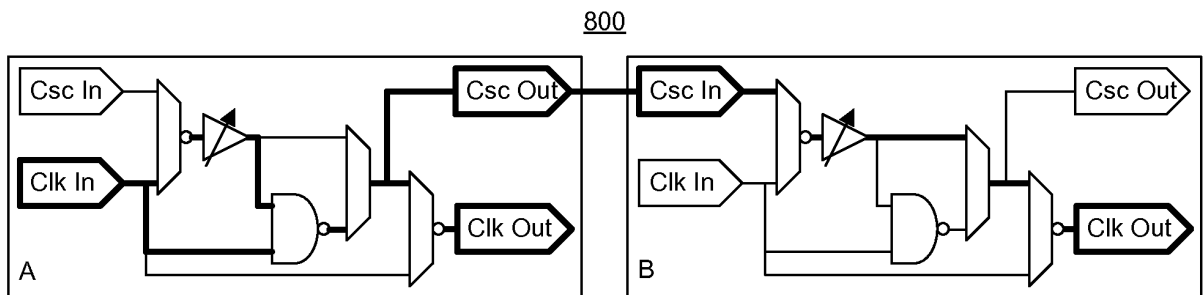 800
Csc In
Csc Out
Csc In
Csc Out
Clk In
Clk In
Clk Out
Clk Out
A
B